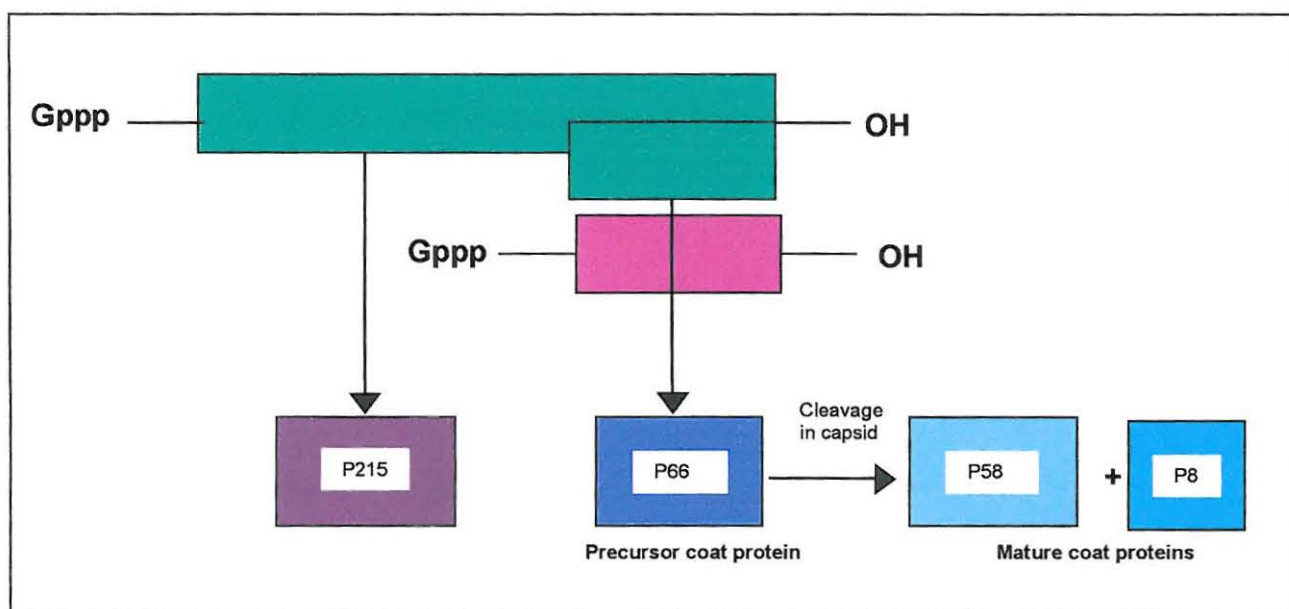 Gppp
OH
Gppp
OH
Cleavage
in capsid
P215
P66
P58
+
P8
Precursor coat protein
Mature coat proteins